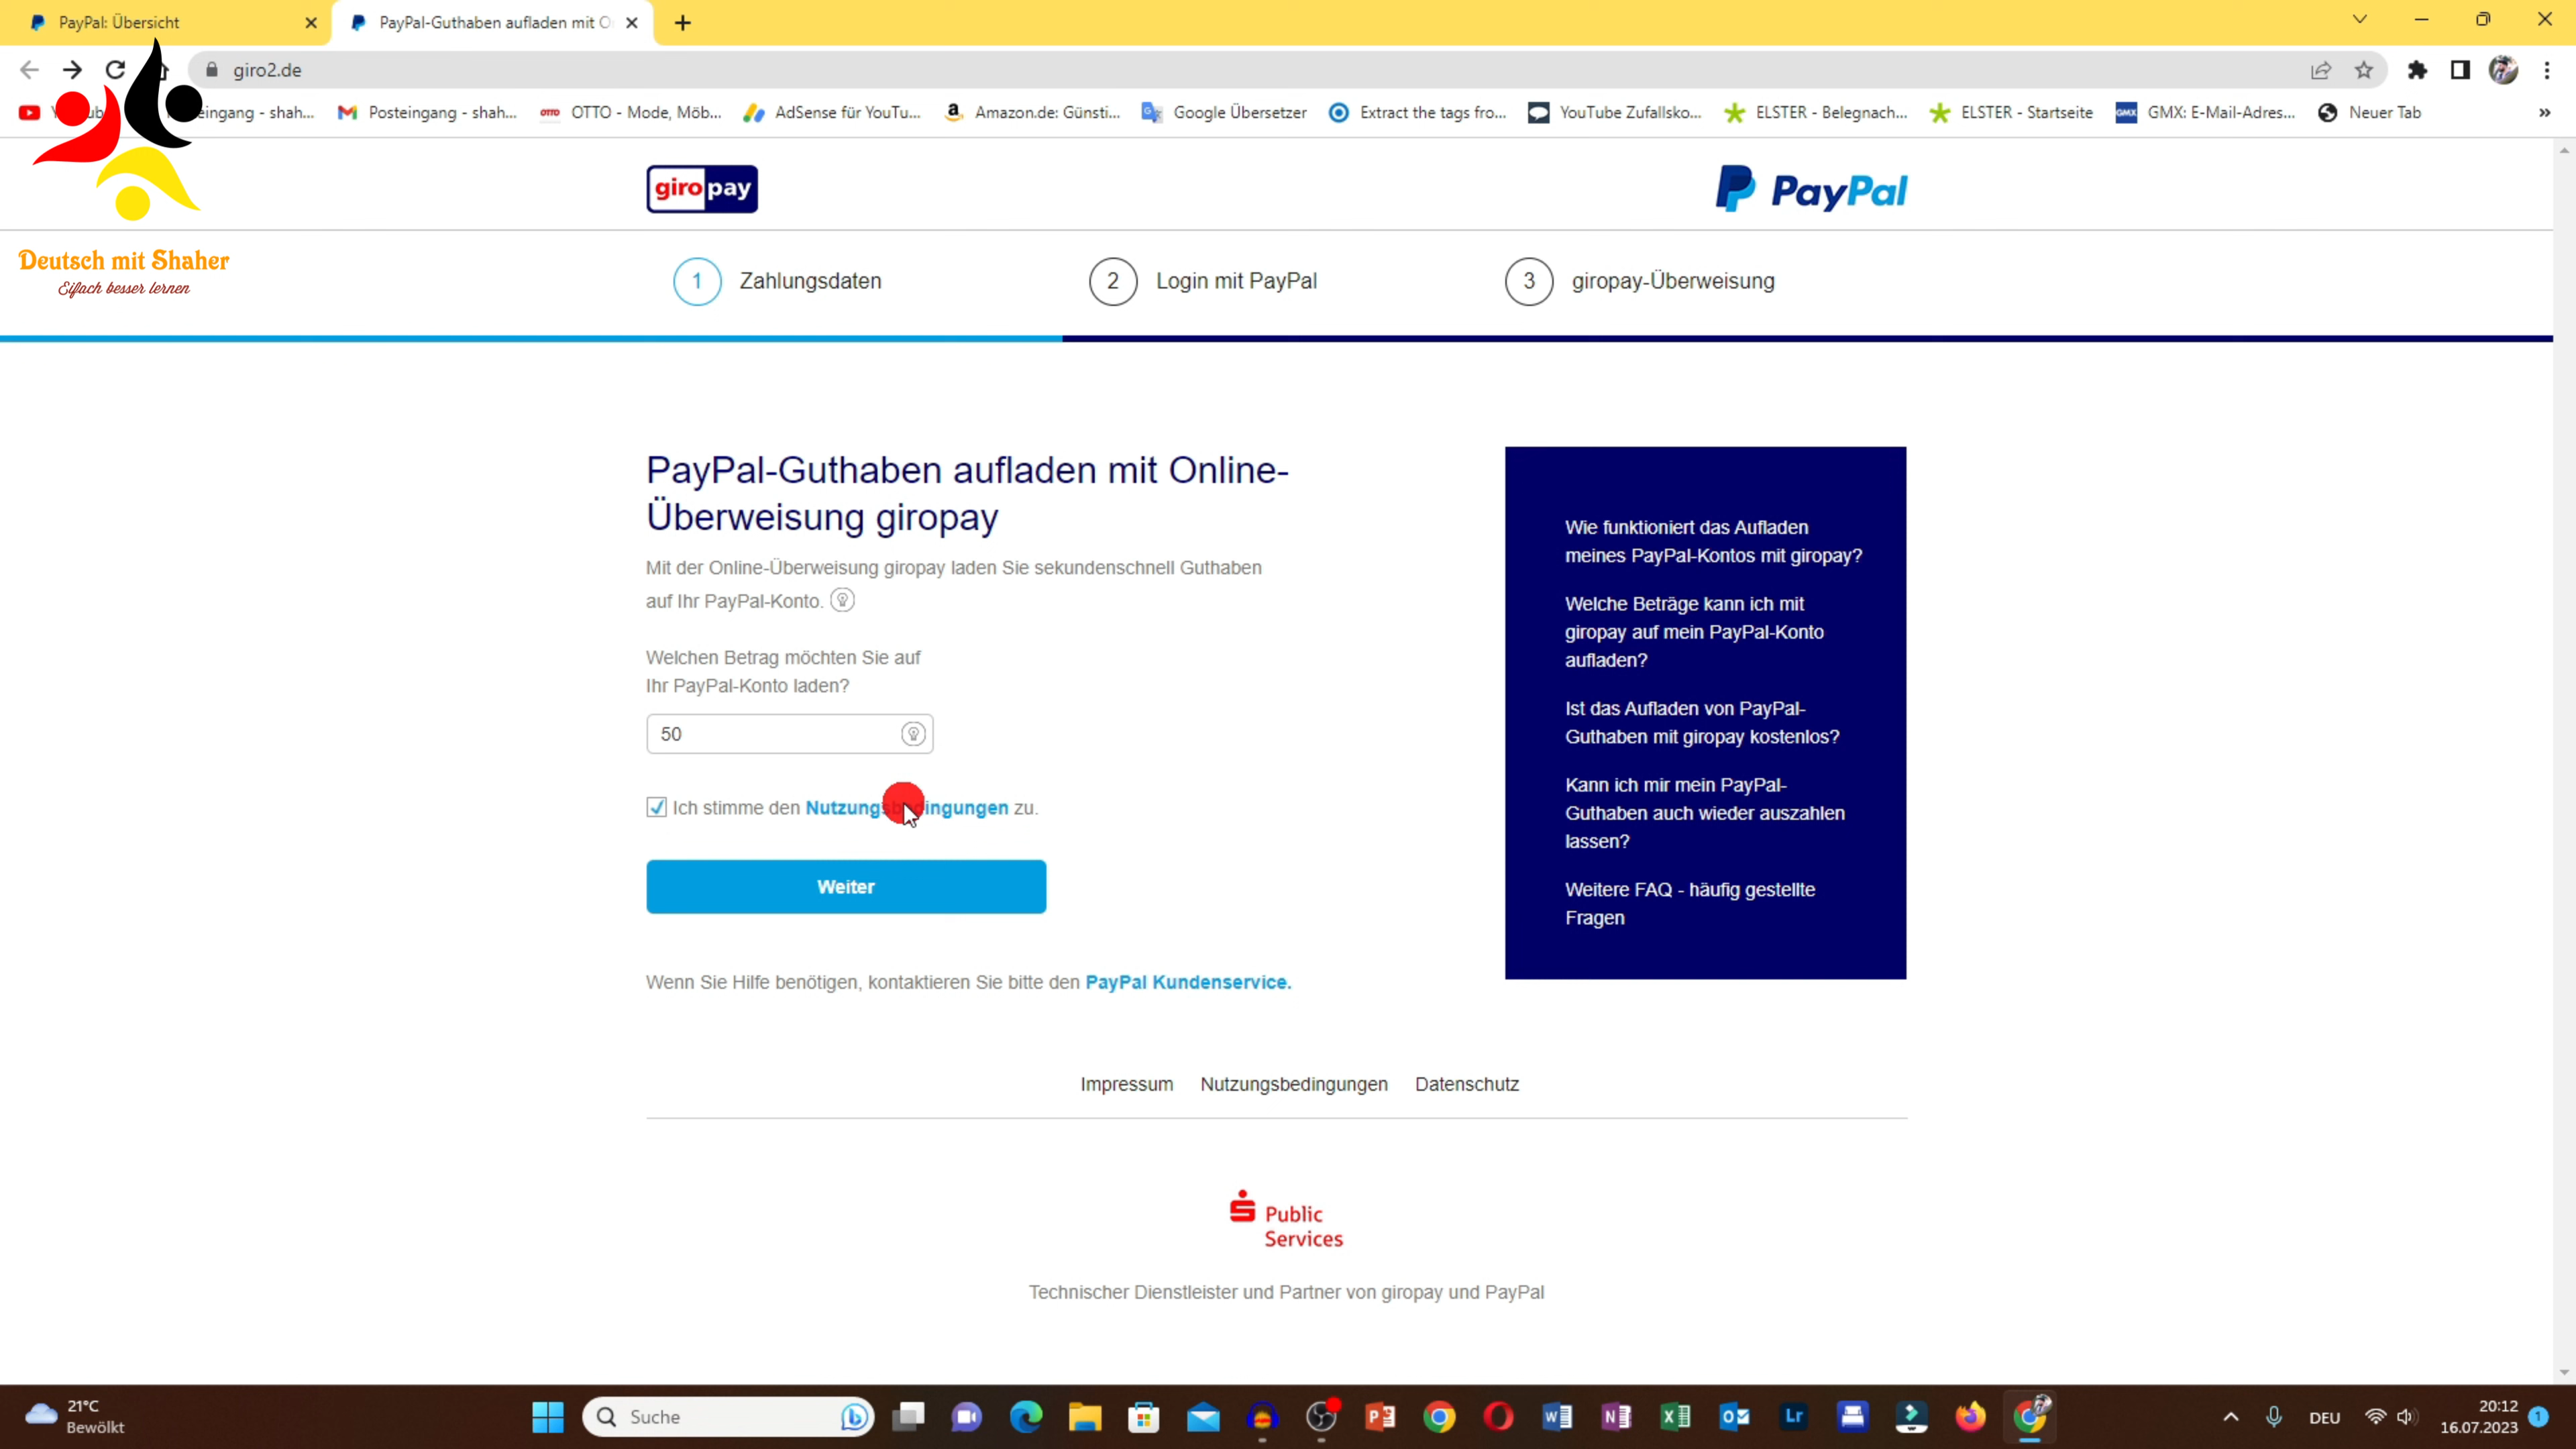 PayPal: Übersicht
PayPal-Guthaben aufladen mit O
giro2.de
eingang - shah...
Posteingang - shah...
OTTO - Mode, Möb...
AdSense für YouTu...
Amazon.de: Günsti...
Google Übersetzer
Extract the tags fro...
YouTube Zufallsko...
ELSTER - Belegnach...
ELSTER - Startseite
GMX: E-Mail-Adres...
Neuer Tab
Deutsch mit Shaher
Eifach besser lernen
giropay
PayPal
1 Zahlungsdaten
2 Login mit PayPal
3 giropay-Überweisung
PayPal-Guthaben aufladen mit Online-
Überweisung giropay
Mit der Online-Überweisung giropay laden Sie sekundenschnell Guthaben
auf Ihr PayPal-Konto.
Welchen Betrag möchten Sie auf
Ihr PayPal-Konto laden?
50
Ich stimme den Nutzungsbedingungen zu.
Weiter
Wenn Sie Hilfe benötigen, kontaktieren Sie bitte den PayPal Kundenservice.
Wie funktioniert das Aufladen
meines PayPal-Kontos mit giropay?
Welche Beträge kann ich mit
giropay auf mein PayPal-Konto
aufladen?
Ist das Aufladen von PayPal-
Guthaben mit giropay kostenlos?
Kann ich mir mein PayPal-
Guthaben auch wieder auszahlen
lassen?
Weitere FAQ - häufig gestellte
Fragen
Impressum Nutzungsbedingungen Datenschutz
Public
Services
Technischer Dienstleister und Partner von giropay und PayPal
21°C
Bewölkt
Suche
DEU
20:12
16.07.2023
1